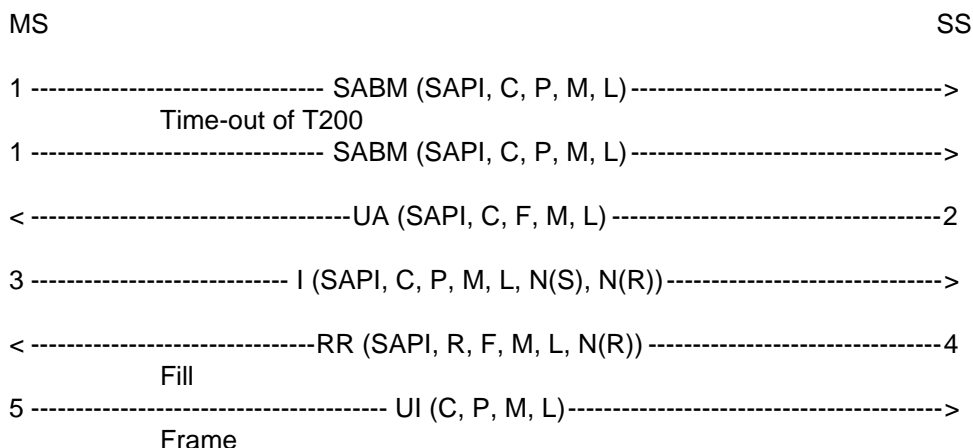 MS SS
1 -------------------------------- SABM (SAPI, C, P, M, L)---------------------------------->
Time-out of T200
1 -------------------------------- SABM (SAPI, C, P, M, L)---------------------------------->
< -----------------------------------UA (SAPI, C, F, M, L) ------------------------------------2
3 ---------------------------- I (SAPI, C, P, M, L, N(S), N(R))------------------------------>
< -------------------------------RR (SAPI, R, F, M, L, N(R)) --------------------------------4
Fill
5 --------------------------------------- UI (C, P, M, L)----------------------------------------->
Frame